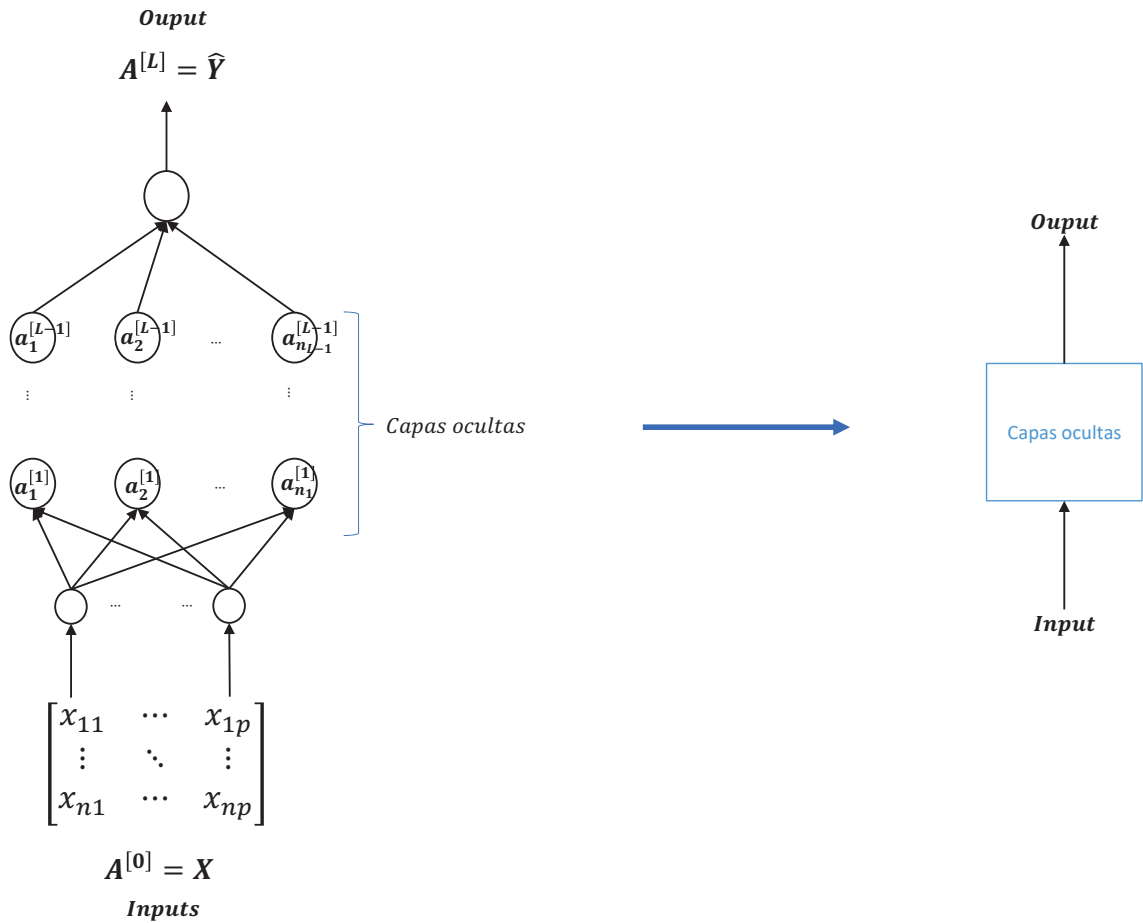 Ouput
A^[L] = Ŷ
a_1^[L−1] a_2^[L−1] ... a_{n_{L−1}}^[L−1]
⋮ ⋮ ⋮
Capas ocultas
a_1^[1] a_2^[1] ... a_{n_1}^[1]
... ...
x_11 ⋯ x_1p
⋮ ⋱ ⋮
x_n1 ⋯ x_np
A^[0] = X
Inputs
Ouput
Capas ocultas
Input